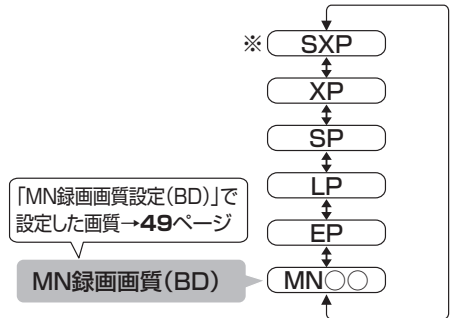 ※ SXP
XP
SP
LP
EP
MN○○
「MN録画画質設定(BD)」で
設定した画質→49ページ
MN録画画質(BD)